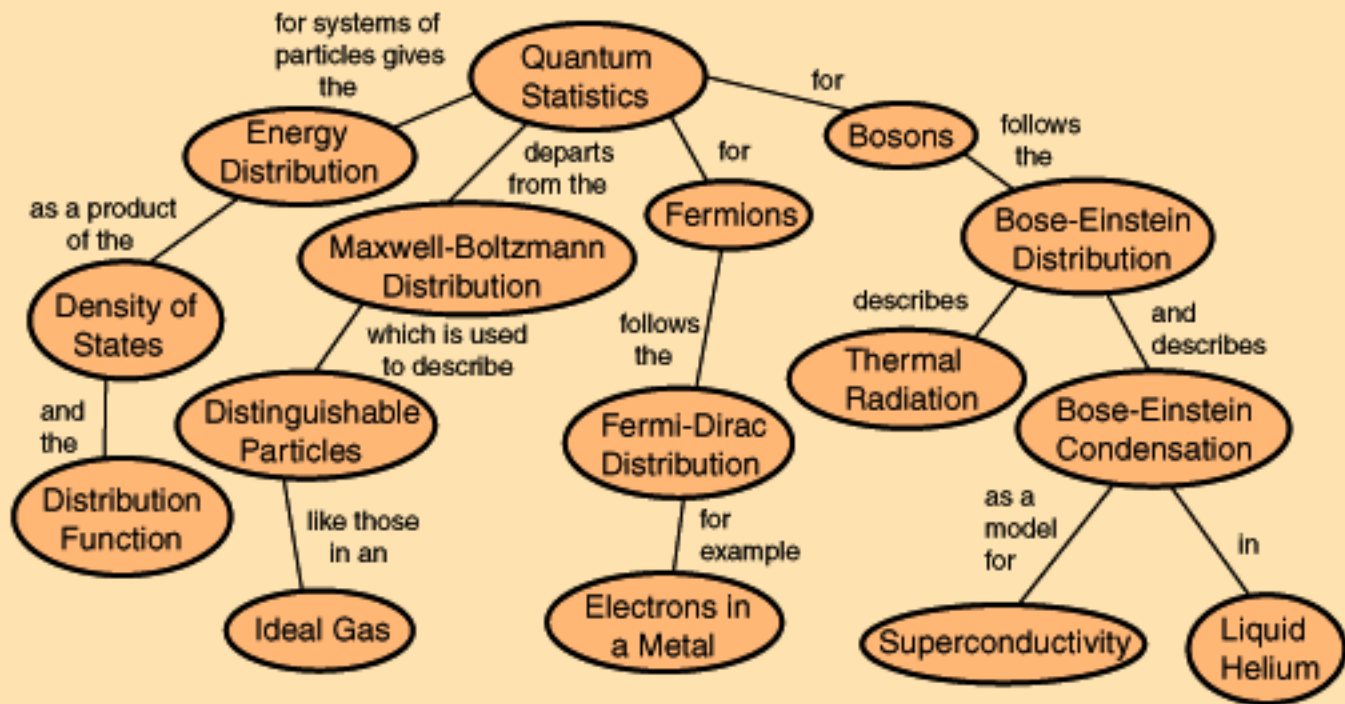 for systems of
particles gives
the
Quantum
Statistics
for
Bosons
follows
the
Energy
Distribution
departs
from the
for
Fermions
Bose-Einstein
Distribution
as a product
of the
Maxwell-Boltzmann
Distribution
Density of
States
which is used
to describe
follows
the
describes
and
describes
Thermal
Radiation
and
the
Distinguishable
Particles
Fermi-Dirac
Distribution
Bose-Einstein
Condensation
Distribution
Function
like those
in an
for
example
as a
model
for
in
Ideal Gas
Electrons in
a Metal
Superconductivity
Liquid
Helium